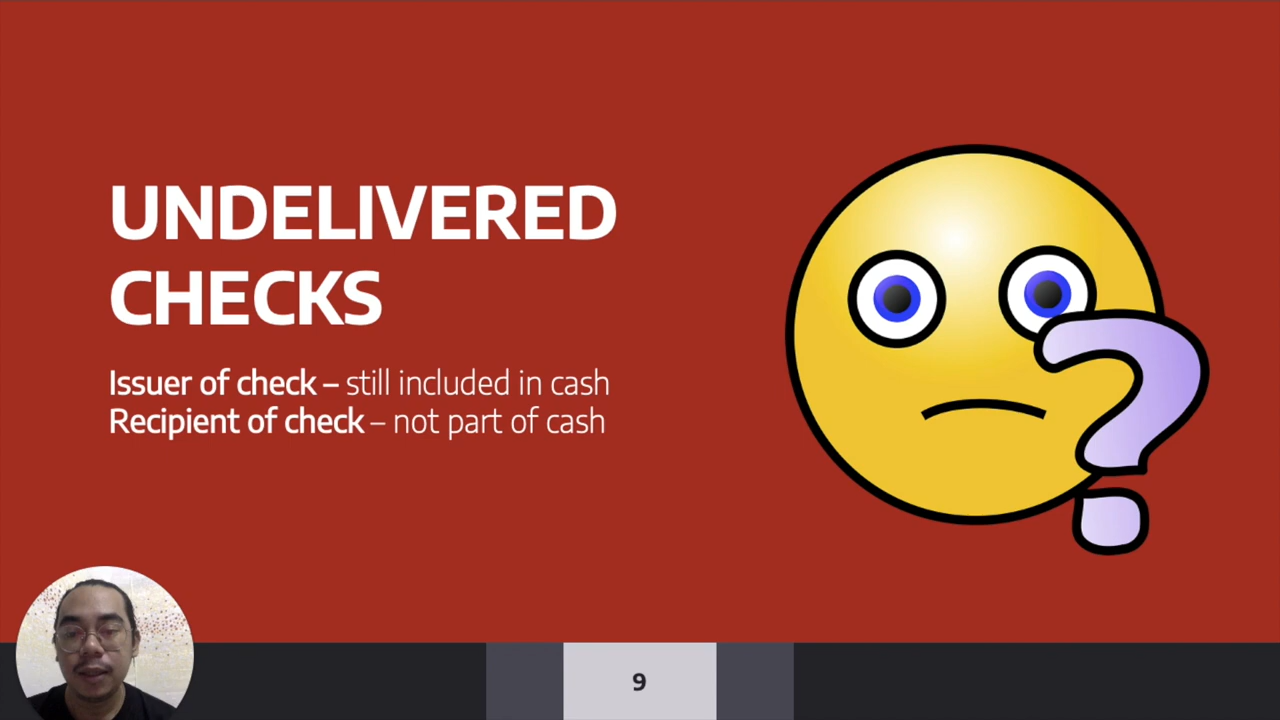 UNDELIVERED
CHECKS
Issuer of check – still included in cash
Recipient of check – not part of cash
?
9